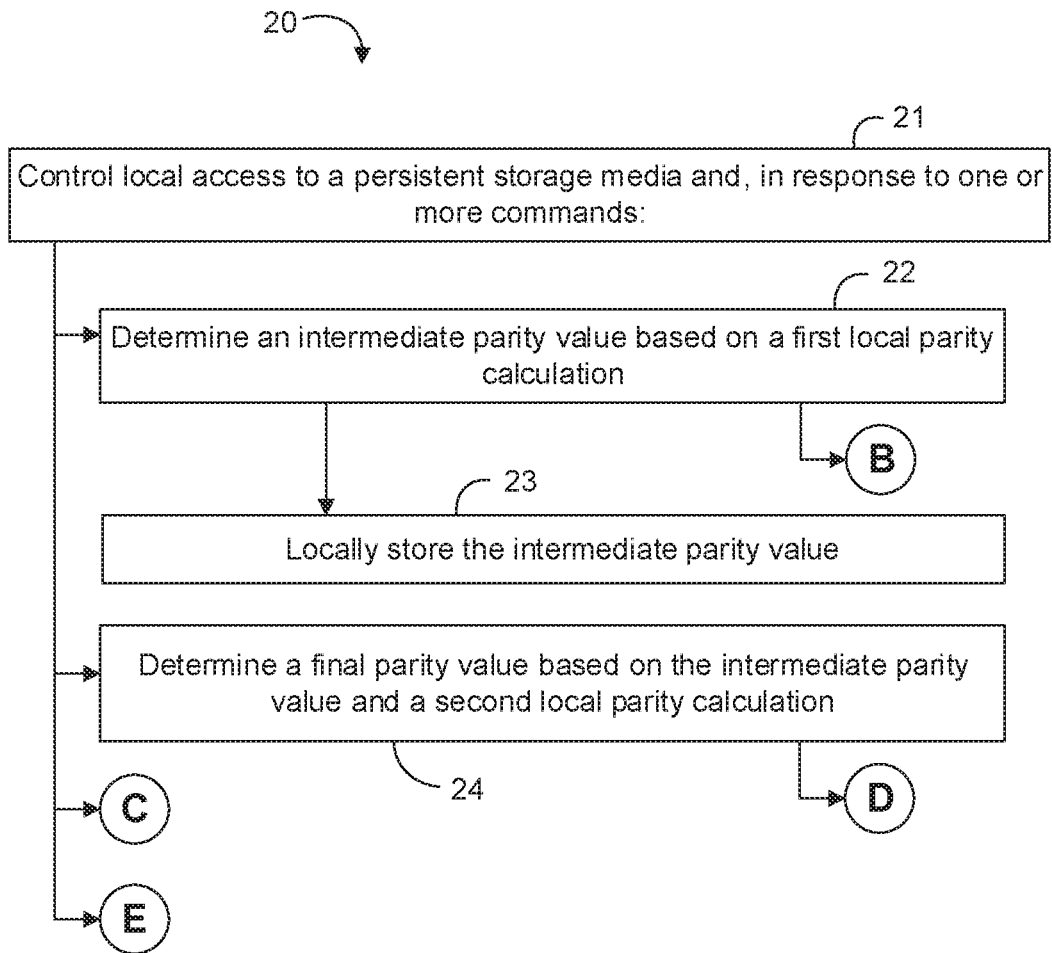 20
21
Control local access to a persistent storage media and, in response to one or
more commands:
22
Determine an intermediate parity value based on a first local parity
calculation
B
23
Locally store the intermediate parity value
Determine a final parity value based on the intermediate parity
value and a second local parity calculation
24
D
C
E